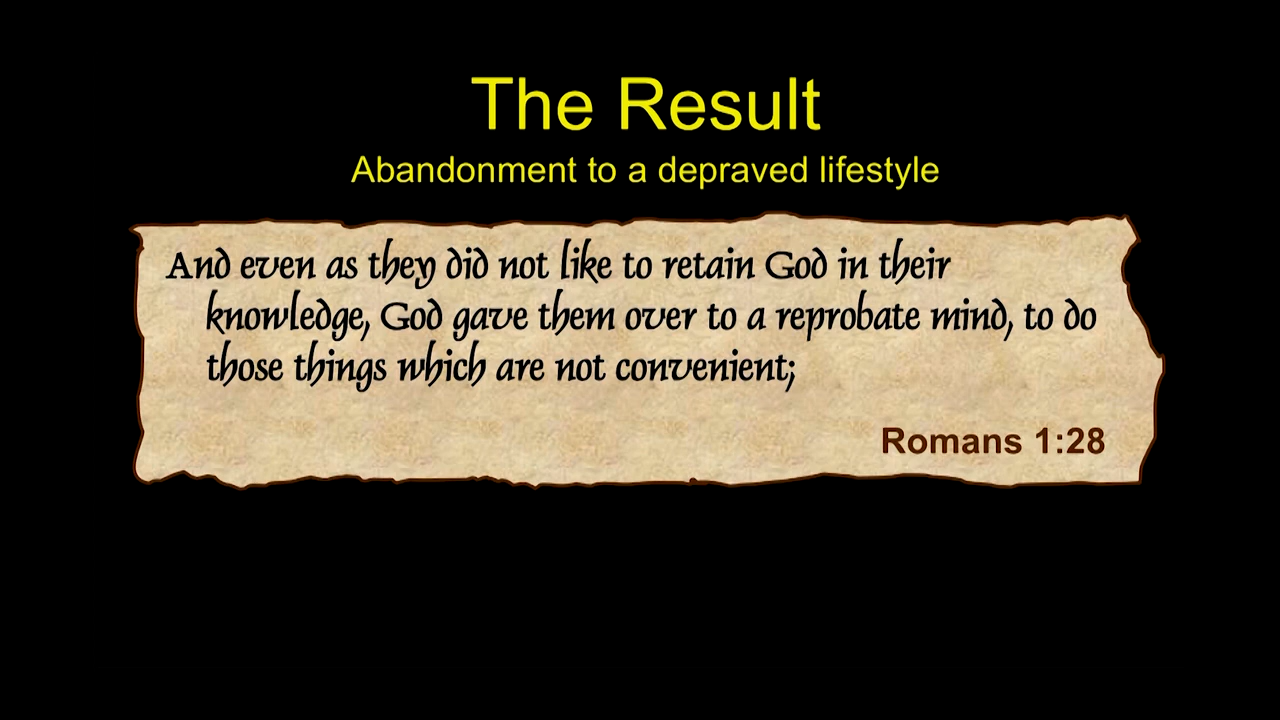 The Result
Abandonment to a depraved lifestyle
And even as they did not like to retain God in their
knowledge, God gave them over to a reprobate mind, to do
those things which are not convenient;
Romans 1:28